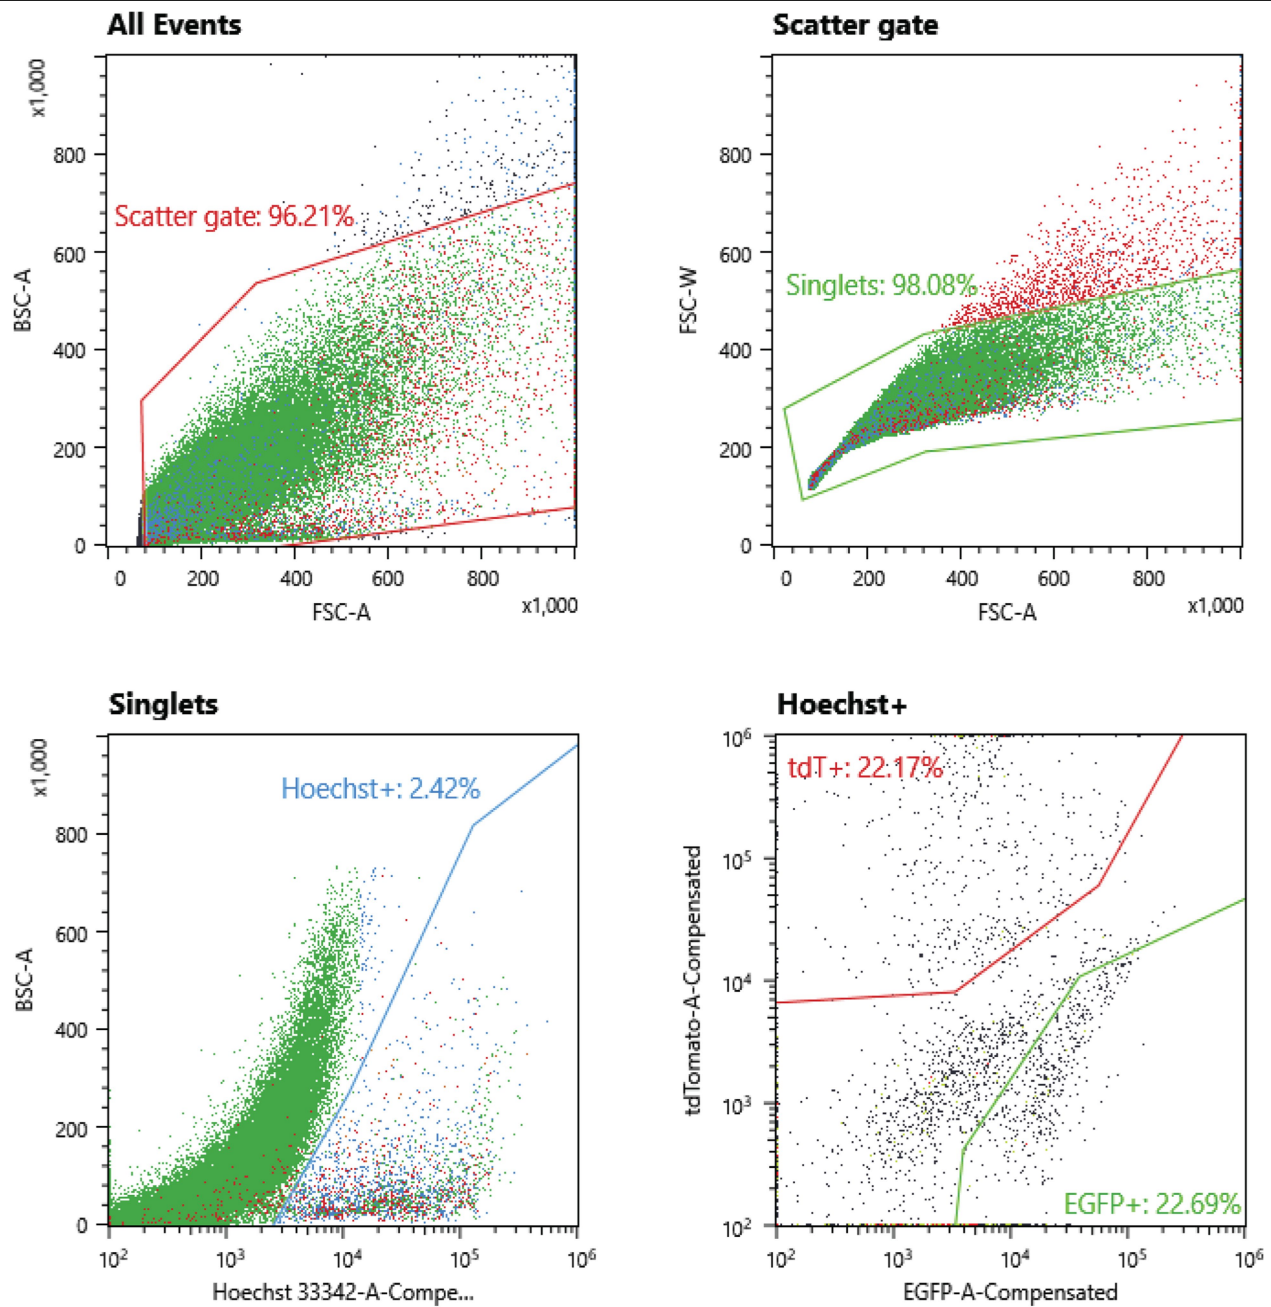 All Events
x1,000
800
600
400
200
0
BSC-A
Scatter gate: 96.21%
0 200 400 600 800
x1,000
FSC-A
Scatter gate
800
600
400
200
0
FSC-W
Singlets: 98.08%
0 200 400 600 800
x1,000
FSC-A
Singlets
x1,000
800
600
400
200
0
BSC-A
Hoechst+: 2.42%
10² 10³ 10⁴ 10⁵ 10⁶
Hoechst 33342-A-Compe...
Hoechst+
10⁶
10⁵
10⁴
10³
10²
tdTomato-A-Compensated
tdT+: 22.17%
EGFP+: 22.69%
10² 10³ 10⁴ 10⁵ 10⁶
EGFP-A-Compensated